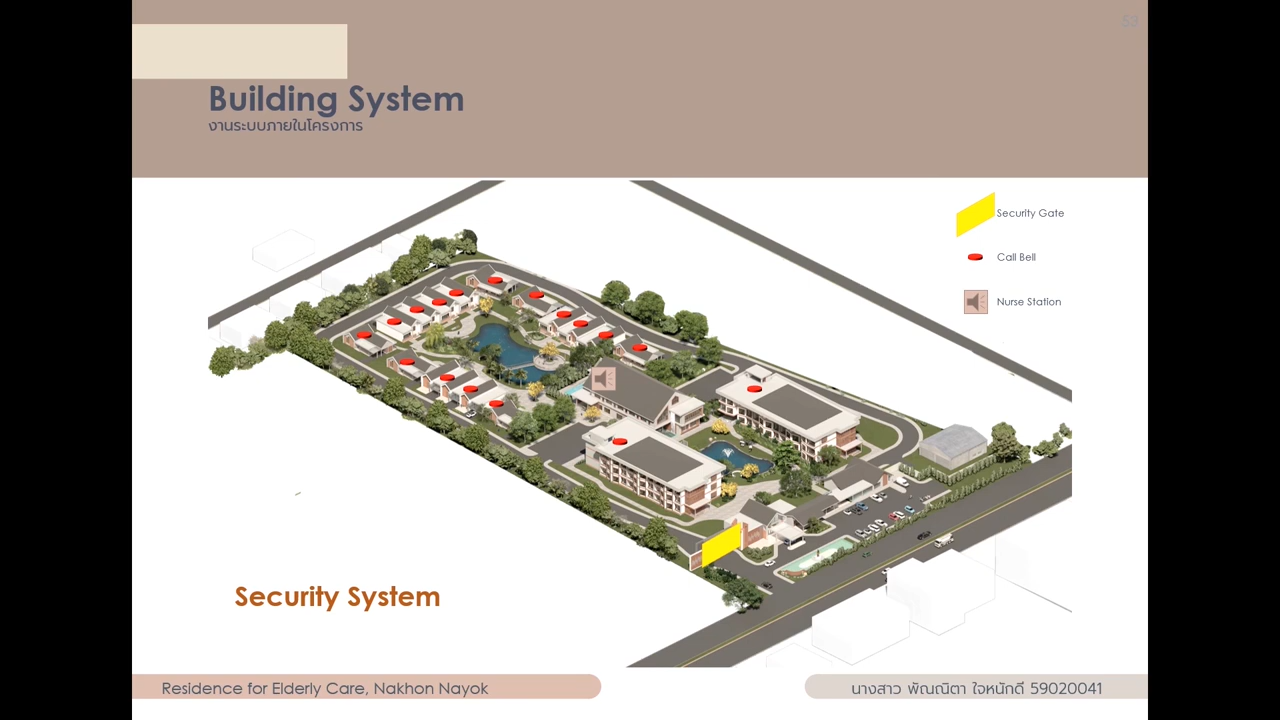 59
Building System
งานระบบภายในโครงการ
Security Gate
Call Bell
Nurse Station
Security System
Residence for Elderly Care, Nakhon Nayok
นางสาว พัณณิตา ใจหนักดี 59020041